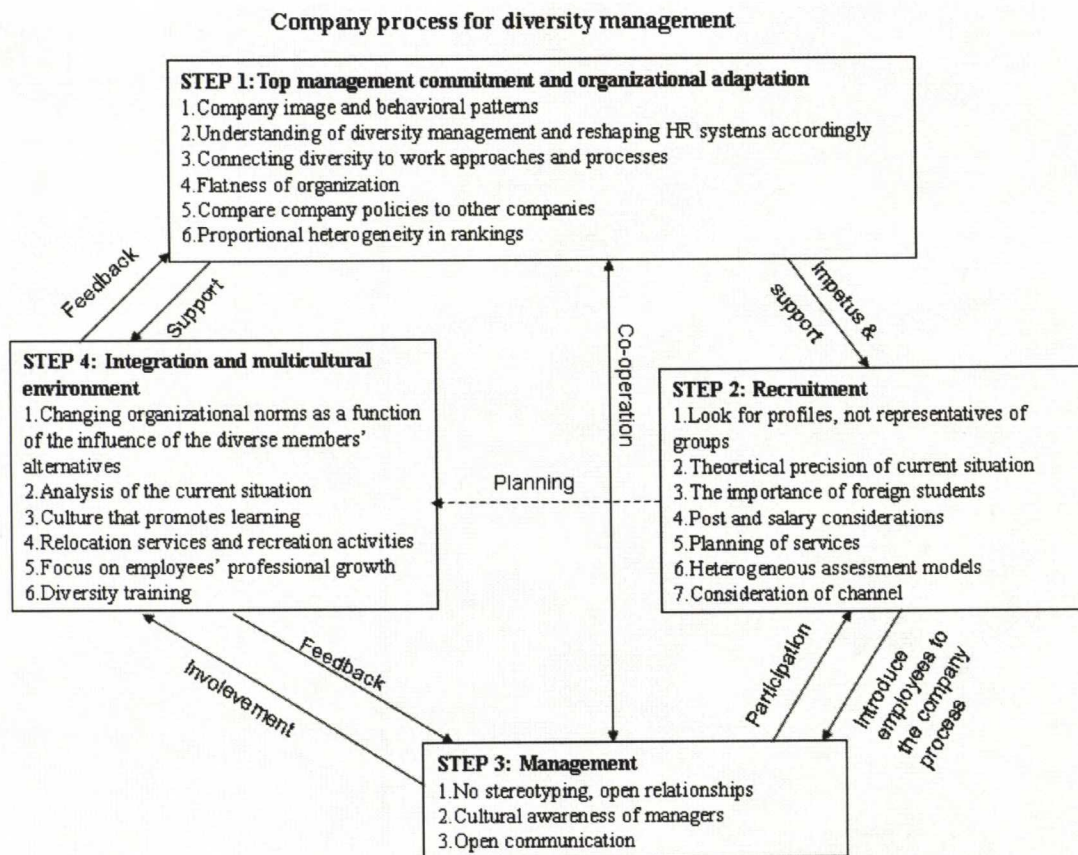 Company process for diversity management
STEP 1: Top management commitment and organizational adaptation
1.Company image and behavioral patterns
2.Understanding of diversity management and reshaping HR systems accordingly
3.Connecting diversity to work approaches and processes
4.Flatness of organization
5.Compare company policies to other companies
6.Proportional heterogeneity in rankings
Feedback
Support
Co-operation
Impetus &
support
STEP 4: Integration and multicultural
environment
1.Changing organizational norms as a function
of the influence of the diverse members’
alternatives
2.Analysis of the current situation
3.Culture that promotes learning
4.Relocation services and recreation activities
5.Focus on employees’ professional growth
6.Diversity training
Planning
STEP 2: Recruitment
1.Look for profiles, not representatives of
groups
2.Theoretical precision of current situation
3.The importance of foreign students
4.Post and salary considerations
5.Planning of services
6.Heterogeneous assessment models
7.Consideration of channel
Feedback
Involevement
Participation
Introduce
employees to
the company
process
STEP 3: Management
1.No stereotyping, open relationships
2.Cultural awareness of managers
3.Open communication